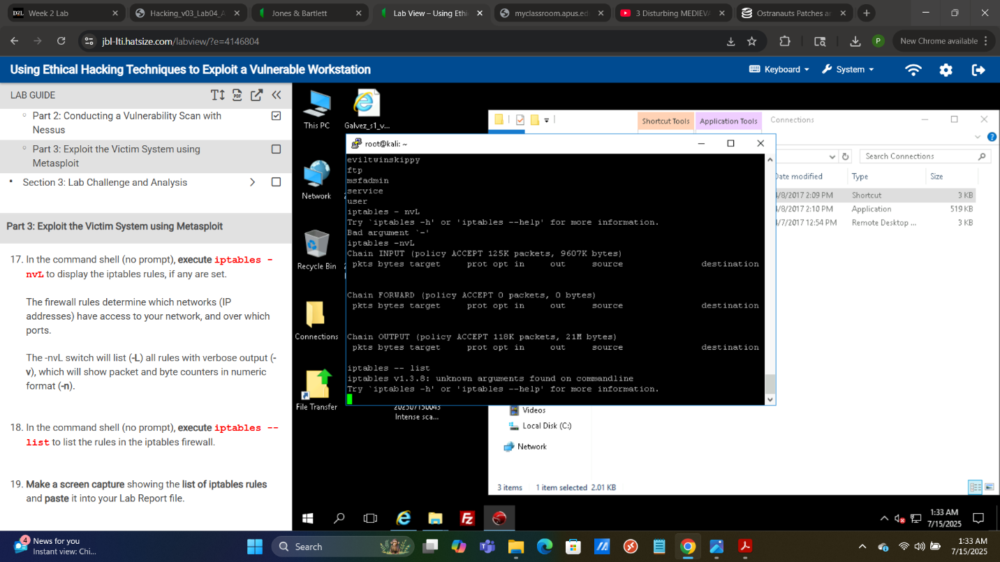 Week 2 Lab
Hacking_v03_Lab04_A
Jones & Bartlett
Lab View – Using Ethi
myclassroom.apus.ed
3 Disturbing MEDIEVA
Ostranauts Patches a
jbl-lti.hatsize.com/labview/?e=4146804
P
New Chrome available
Using Ethical Hacking Techniques to Exploit a Vulnerable Workstation
Keyboard
System
LAB GUIDE
Part 2: Conducting a Vulnerability Scan with
Nessus
Part 3: Exploit the Victim System using
Metasploit
Section 3: Lab Challenge and Analysis
Part 3: Exploit the Victim System using Metasploit
17. In the command shell (no prompt), execute iptables -
nvL to display the iptables rules, if any are set.
The firewall rules determine which networks (IP
addresses) have access to your network, and over which
ports.
The -nvL switch will list (-L) all rules with verbose output (-
v), which will show packet and byte counters in numeric
format (-n).
18. In the command shell (no prompt), execute iptables --
list to list the rules in the iptables firewall.
19. Make a screen capture showing the list of iptables rules
and paste it into your Lab Report file.
This PC
Galvez_s1_v...
Network
Recycle Bin
Connections
File Transfer
202507150043
Intense sca...
Shortcut Tools
Application Tools
Connections
Search Connections
Date modified
Type
Size
4/8/2017 2:09 PM
Shortcut
3 KB
4/8/2017 2:10 PM
Application
519 KB
4/7/2017 12:54 PM
Remote Desktop ...
3 KB
root@kali: ~
eviltwinskippy
ftp
msfadmin
service
user
iptables - nvL
Try `iptables -h' or 'iptables --help' for more information.
Bad argument `-'
iptables -nvL
Chain INPUT (policy ACCEPT 125K packets, 9607K bytes)
pkts bytes target prot opt in out source destination
Chain FORWARD (policy ACCEPT 0 packets, 0 bytes)
pkts bytes target prot opt in out source destination
Chain OUTPUT (policy ACCEPT 118K packets, 21M bytes)
pkts bytes target prot opt in out source destination
iptables -- list
iptables v1.3.8: unknown arguments found on commandline
Try `iptables -h' or 'iptables --help' for more information.
Videos
Local Disk (C:)
Network
3 items 1 item selected 2.01 KB
1:33 AM
7/15/2025
4
News for you
Instant view: Chi...
Search
1:33 AM
7/15/2025